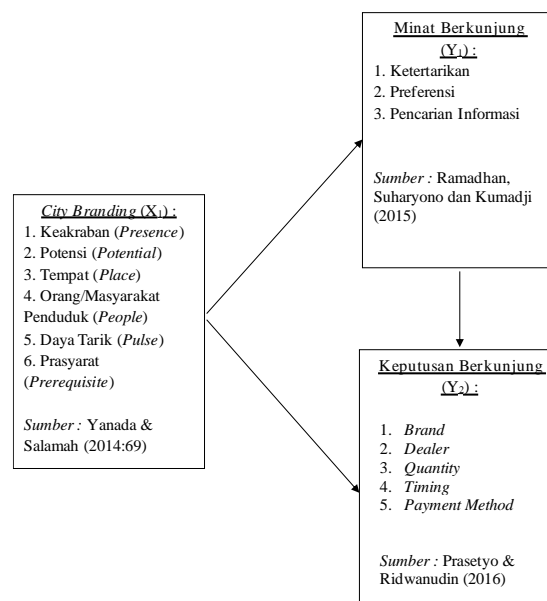 City Branding (X₁) :
1. Keakraban (Presence)
2. Potensi (Potential)
3. Tempat (Place)
4. Orang/Masyarakat
Penduduk (People)
5. Daya Tarik (Pulse)
6. Prasyarat
(Prerequisite)
Sumber : Yanada &
Salamah (2014:69)
Minat Berkunjung
(Y₁) :
1. Ketertarikan
2. Preferensi
3. Pencarian Informasi
Sumber : Ramadhan,
Suharyono dan Kumadji
(2015)
Keputusan Berkunjung
(Y₂) :
1. Brand
2. Dealer
3. Quantity
4. Timing
5. Payment Method
Sumber : Prasetyo &
Ridwanudin (2016)